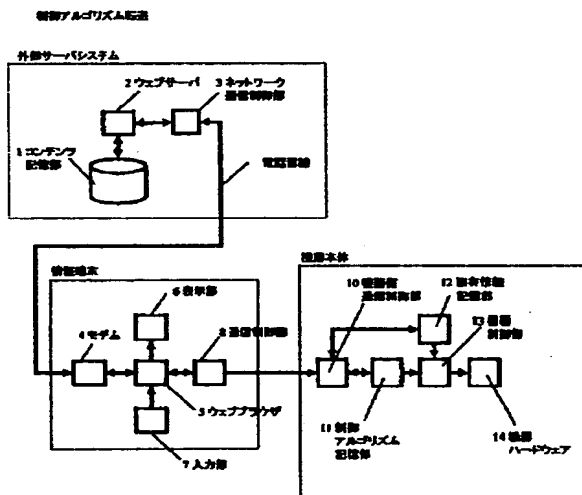 制御アルゴリズム転送
外部サーバシステム
2 ウェブサーバ
3 ネットワーク
通信制御部
1 コンテンツ
記憶部
電話回線
情報端末
機器本体
6 表示部
4 モデム
8 通信制御部
5 ウェブブラウザ
7 入力部
10 機器側
通信制御部
12 固有情報
記憶部
13 機器
制御部
11 制御
アルゴリズム
記憶部
14 機器
ハードウェア